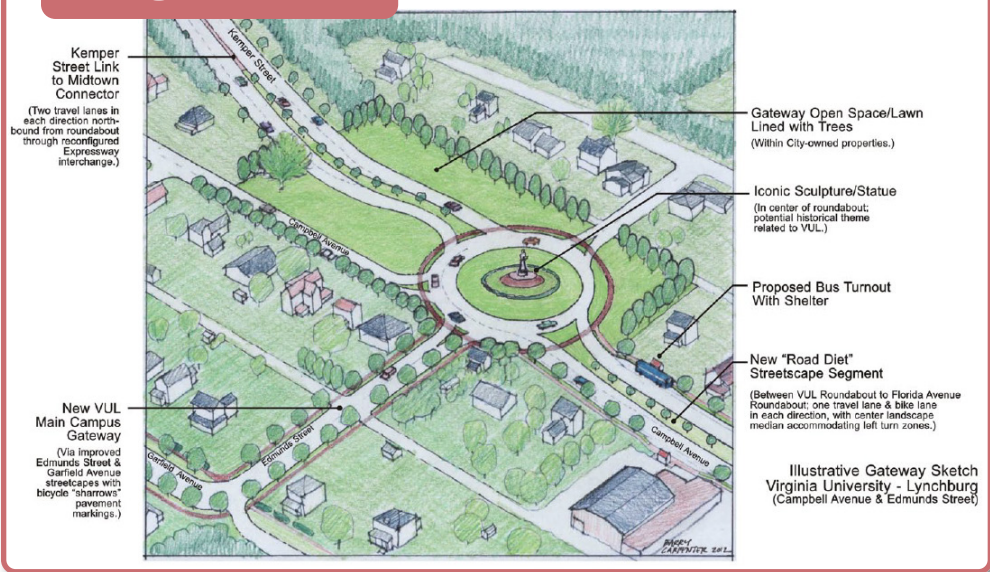 Kemper
Street Link
to Midtown
Connector
(Two travel lanes in
each direction north-
bound from roundabout
through reconfigured
Expressway
interchange.)
Kemper Street
Gateway Open Space/Lawn
Lined with Trees
(Within City-owned properties.)
Iconic Sculpture/Statue
(In center of roundabout;
potential historical theme
related to VUL.)
Campbell Avenue
Proposed Bus Turnout
With Shelter
New "Road Diet"
Streetscape Segment
(Between VUL Roundabout to Florida Avenue
Roundabout; one travel lane & bike lane
in each direction, with center landscape
median accommodating left turn zones.)
New VUL
Main Campus
Gateway
(Via improved
Edmunds Street &
Garfield Avenue
streetscapes with
bicycle "sharrows"
pavement
markings.)
Edmunds Street
Garfield Avenue
Campbell Avenue
Illustrative Gateway Sketch
Virginia University - Lynchburg
(Campbell Avenue & Edmunds Street)
BARRY
CARPENTER 2012